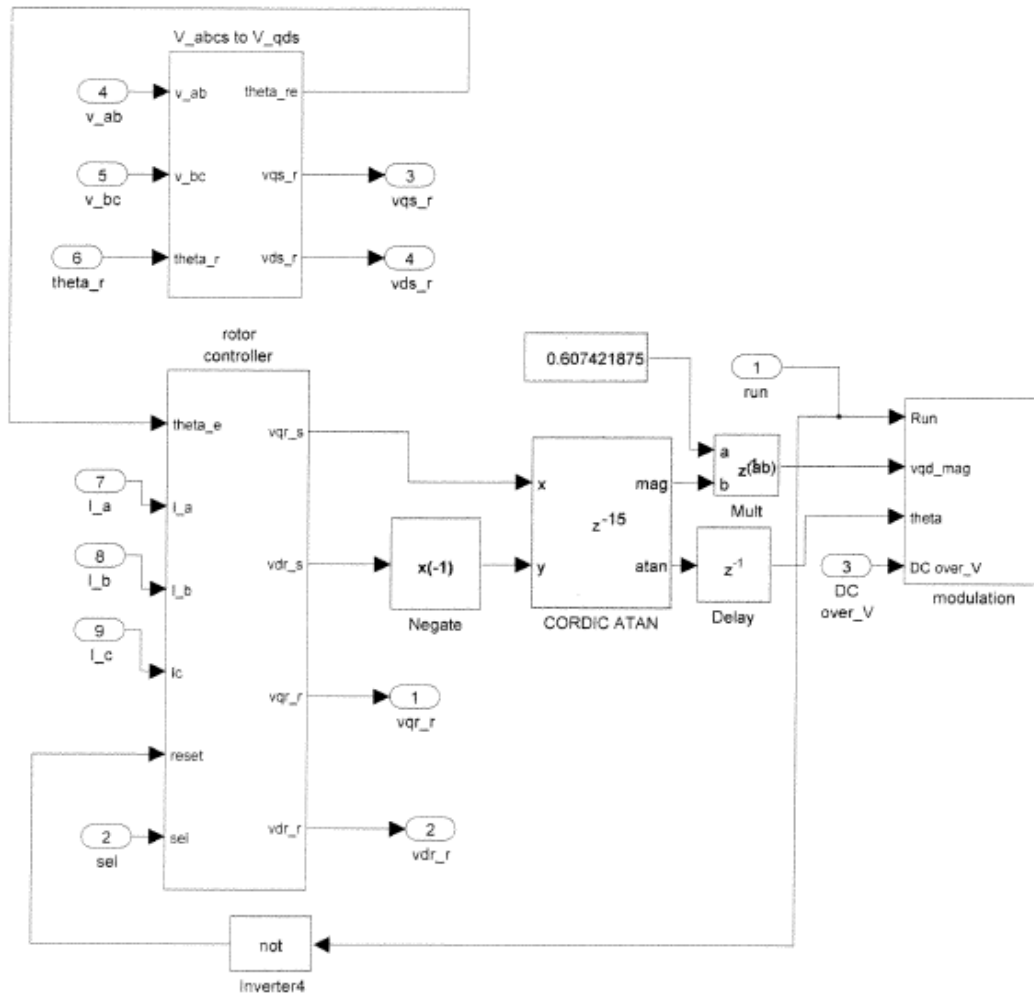 V_abcs to V_qds
4
v_ab
v_ab
theta_re
5
v_bc
v_bc
vqs_r
3
vqs_r
6
theta_r
theta_r
vds_r
4
vds_r
rotor
controller
theta_e
vqr_s
7
I_a
I_a
8
I_b
I_b
vdr_s
9
I_c
ic
vqr_r
1
vqr_r
reset
2
sel
sel
vdr_r
2
vdr_r
not
Inverter4
x(-1)
Negate
0.607421875
x
mag
z-15
y
atan
CORDIC ATAN
a
b
z-1(ab)
Mult
z-1
Delay
1
run
Run
vqd_mag
theta
3
DC
over_V
DC over_V
modulation